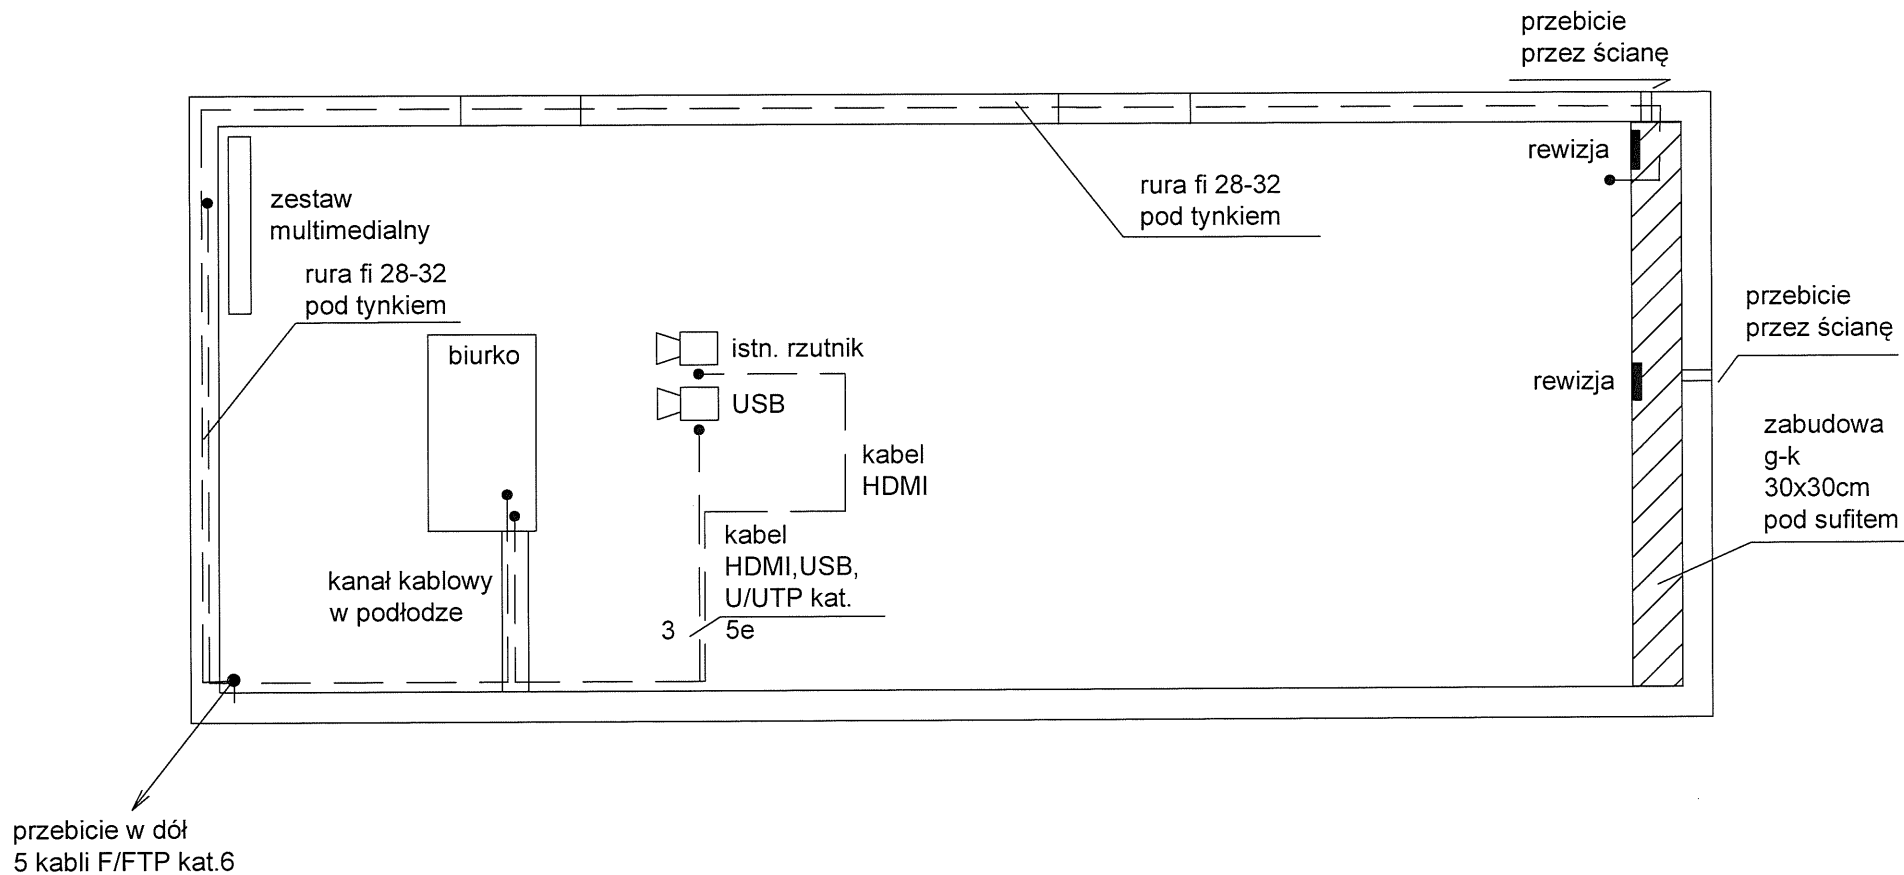 przebicie
przez ścianę
rewizja
rura fi 28-32
pod tynkiem
zestaw
multimedialny
rura fi 28-32
pod tynkiem
przebicie
przez ścianę
biurko
istn. rzutnik
rewizja
USB
zabudowa
g-k
30x30cm
pod sufitem
kabel
HDMI
kabel
HDMI,USB,
U/UTP kat.
3 5e
kanał kablowy
w podłodze
przebicie w dół
5 kabli F/FTP kat.6